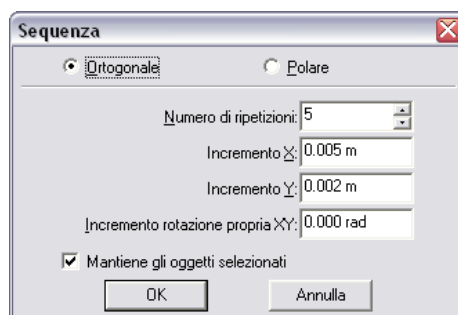 Sequenza
Ortogonale Polare
Numero di ripetizioni: 5
Incremento X: 0.005 m
Incremento Y: 0.002 m
Incremento rotazione propria XY: 0.000 rad
Mantiene gli oggetti selezionati
OK Annulla